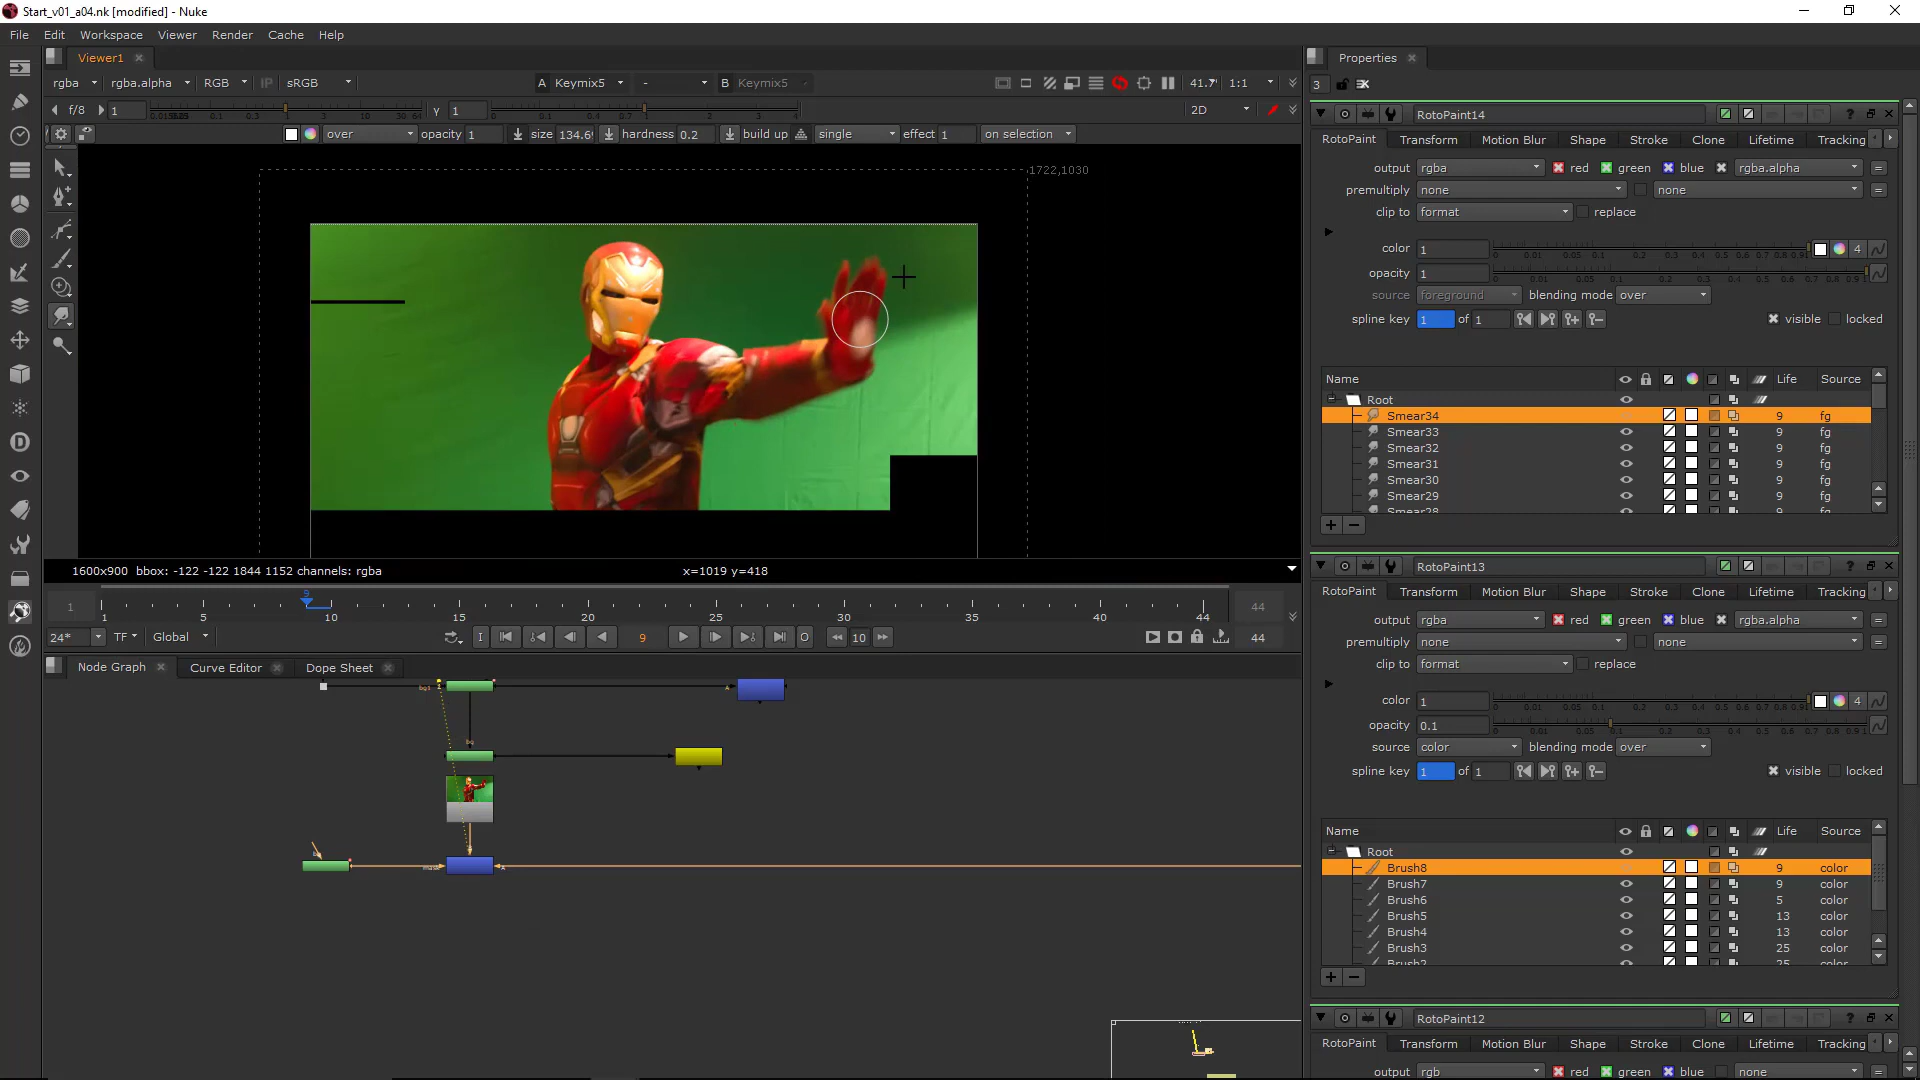 Start_v01_a04.nk [modified] - Nuke
File Edit Workspace Viewer Render Cache Help
Viewer1
rgba rgba.alpha RGB IP sRGB A Keymix5 - B Keymix5 1:1
f/8 1 γ 1 2D
over opacity 1 size hardness 0.2 build up single effect 1 on selection
1722,1030
1600x900 bbox: -122 -122 1844 1152 channels: rgba x=1019 y=418
1 1 5 9 10 15 20 25 30 35 40 44 44
24* TF Global I 9 O 10 44
Node Graph Curve Editor Dope Sheet
Properties
3
RotoPaint14
RotoPaint Transform Motion Blur Shape Stroke Clone Lifetime Tracking
output rgba red green blue rgba.alpha =
premultiply none none =
clip to format replace
color 1 4
opacity 1
source foreground blending mode over
spline key 1 of 1 visible locked
Name Life Source
Root
Smear34 9 fg
Smear33 9 fg
Smear32 9 fg
Smear31 9 fg
Smear30 9 fg
Smear29 9 fg
Smear28 fg
RotoPaint13
RotoPaint Transform Motion Blur Shape Stroke Clone Lifetime Tracking
output rgba red green blue rgba.alpha =
premultiply none none =
clip to format replace
color 1 4
opacity 0.1
source color blending mode over
spline key 1 of 1 visible locked
Name Life Source
Root
Brush8 9 color
Brush7 9 color
Brush6 5 color
Brush5 13 color
Brush4 13 color
Brush3 25 color
Brush2 25 color
RotoPaint12
RotoPaint Transform Motion Blur Shape Stroke Clone Lifetime Tracking
output rgb red green blue none =